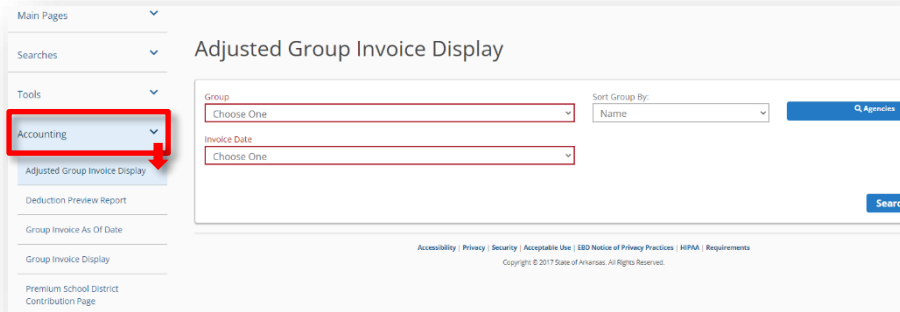 Main Pages
Searches
Tools
Accounting
Adjusted Group Invoice Display
Deduction Preview Report
Group Invoice As Of Date
Group Invoice Display
Premium School District
Contribution Page
Adjusted Group Invoice Display
Group
Choose One
Sort Group By:
Name
Agencies
Invoice Date
Choose One
Searc
Accessibility | Privacy | Security | Acceptable Use | EBD Notice of Privacy Practices | HIPAA | Requirements
Copyright © 2017 State of Arkansas. All Rights Reserved.